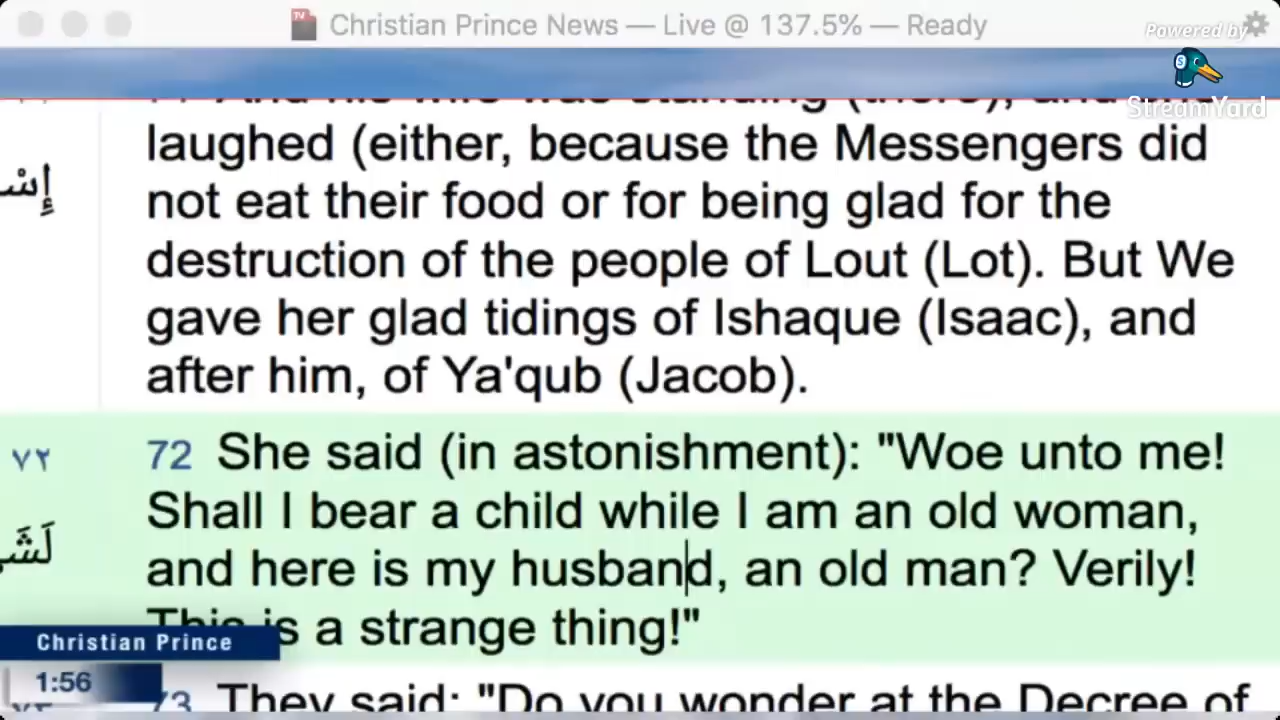 Christian Prince News — Live @ 137.5% — Ready
Powered by
StreamYard
laughed (either, because the Messengers did
not eat their food or for being glad for the
destruction of the people of Lout (Lot). But We
gave her glad tidings of Ishaque (Isaac), and
after him, of Ya'qub (Jacob).
٧٢ 72 She said (in astonishment): "Woe unto me!
Shall I bear a child while I am an old woman,
and here is my husband, an old man? Verily!
This is a strange thing!"
Christian Prince
1:56
73 They said: "Do you wonder at the Decree of